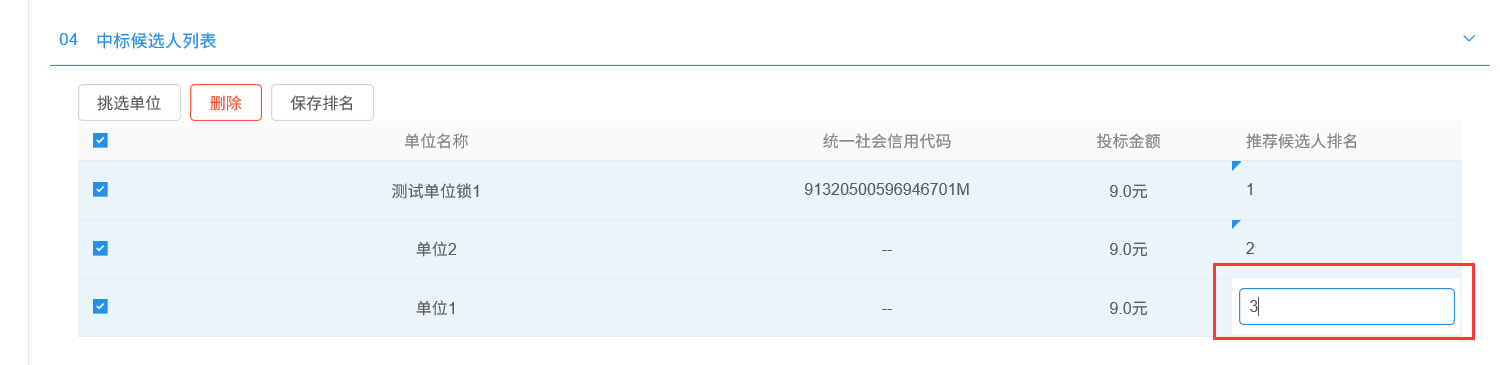 04 中标候选人列表
挑选单位 删除 保存排名
单位名称 统一社会信用代码 投标金额 推荐候选人排名
测试单位锁1 91320500596946701M 9.0元 1
单位2 -- 9.0元 2
单位1 -- 9.0元 3